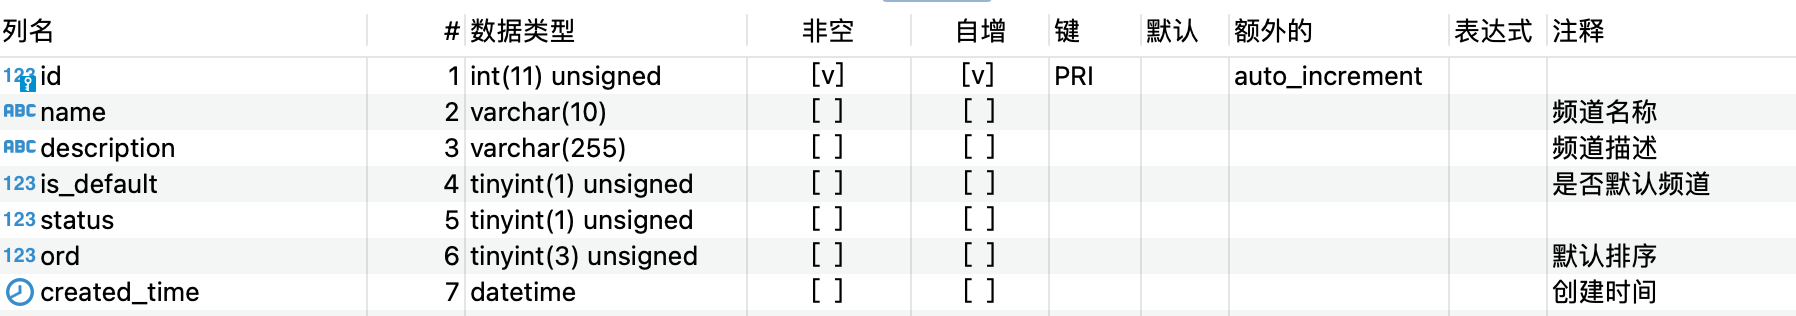 列名 # 数据类型 非空 自增 键 默认 额外的 表达式 注释
123 id 1 int(11) unsigned [v] [v] PRI auto_increment
ABC name 2 varchar(10) [ ] [ ] 频道名称
ABC description 3 varchar(255) [ ] [ ] 频道描述
123 is_default 4 tinyint(1) unsigned [ ] [ ] 是否默认频道
123 status 5 tinyint(1) unsigned [ ] [ ]
123 ord 6 tinyint(3) unsigned [ ] [ ] 默认排序
created_time 7 datetime [ ] [ ] 创建时间